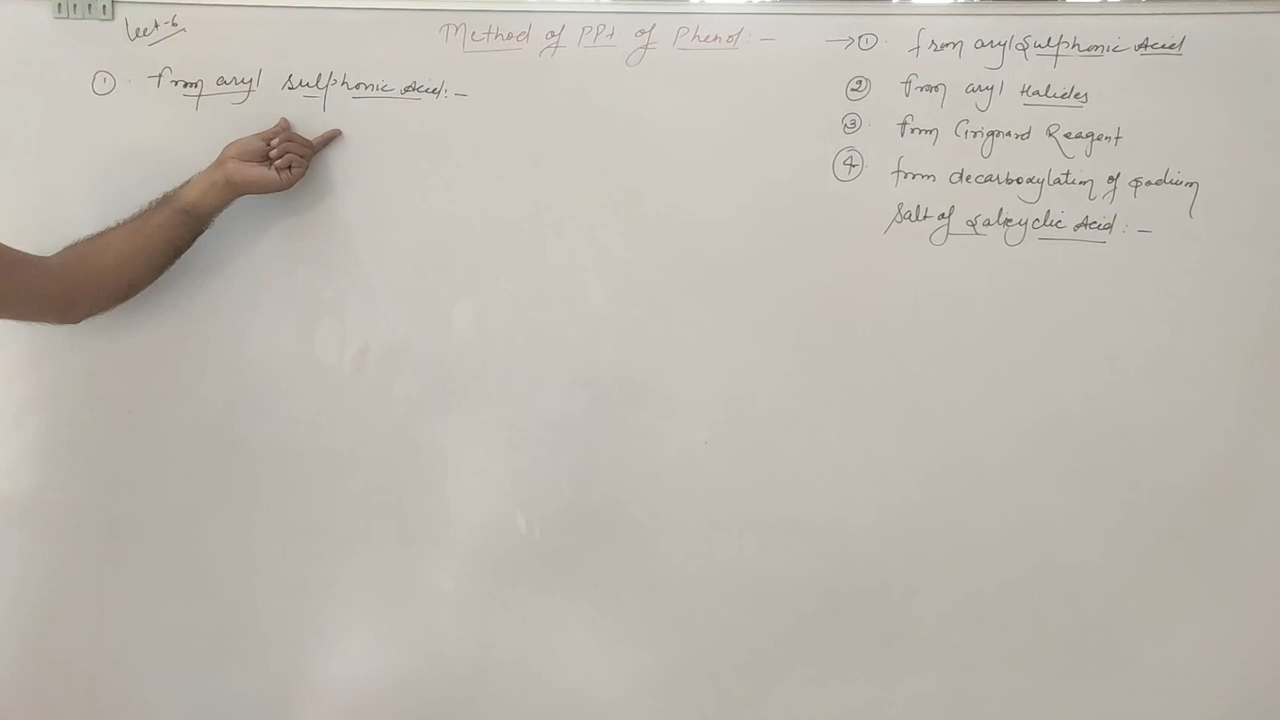 Lect-6
Method of PPt of Phenol: -
① from aryl sulphonic Acid: -
→ ① from aryl Sulphonic Acid
② from aryl Halides
③ from Grignard Reagent
④ from decarboxylation of Sodium
Salt of Salicyclic Acid: -